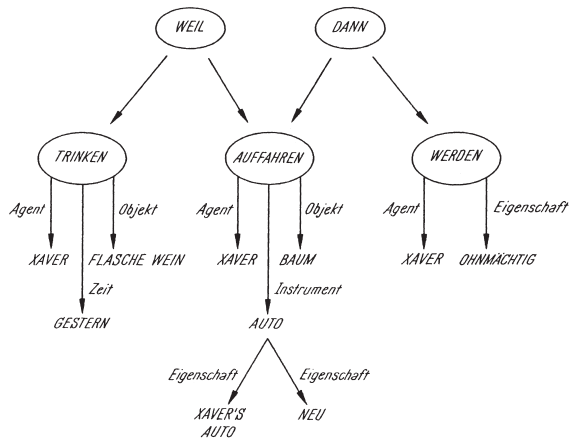 WEIL DANN
TRINKEN AUFFAHREN WERDEN
Agent Objekt Agent Objekt Agent Eigenschaft
XAVER FLASCHE WEIN XAVER BAUM XAVER OHNMÄCHTIG
Zeit Instrument
GESTERN AUTO
Eigenschaft Eigenschaft
XAVER'S NEU
AUTO